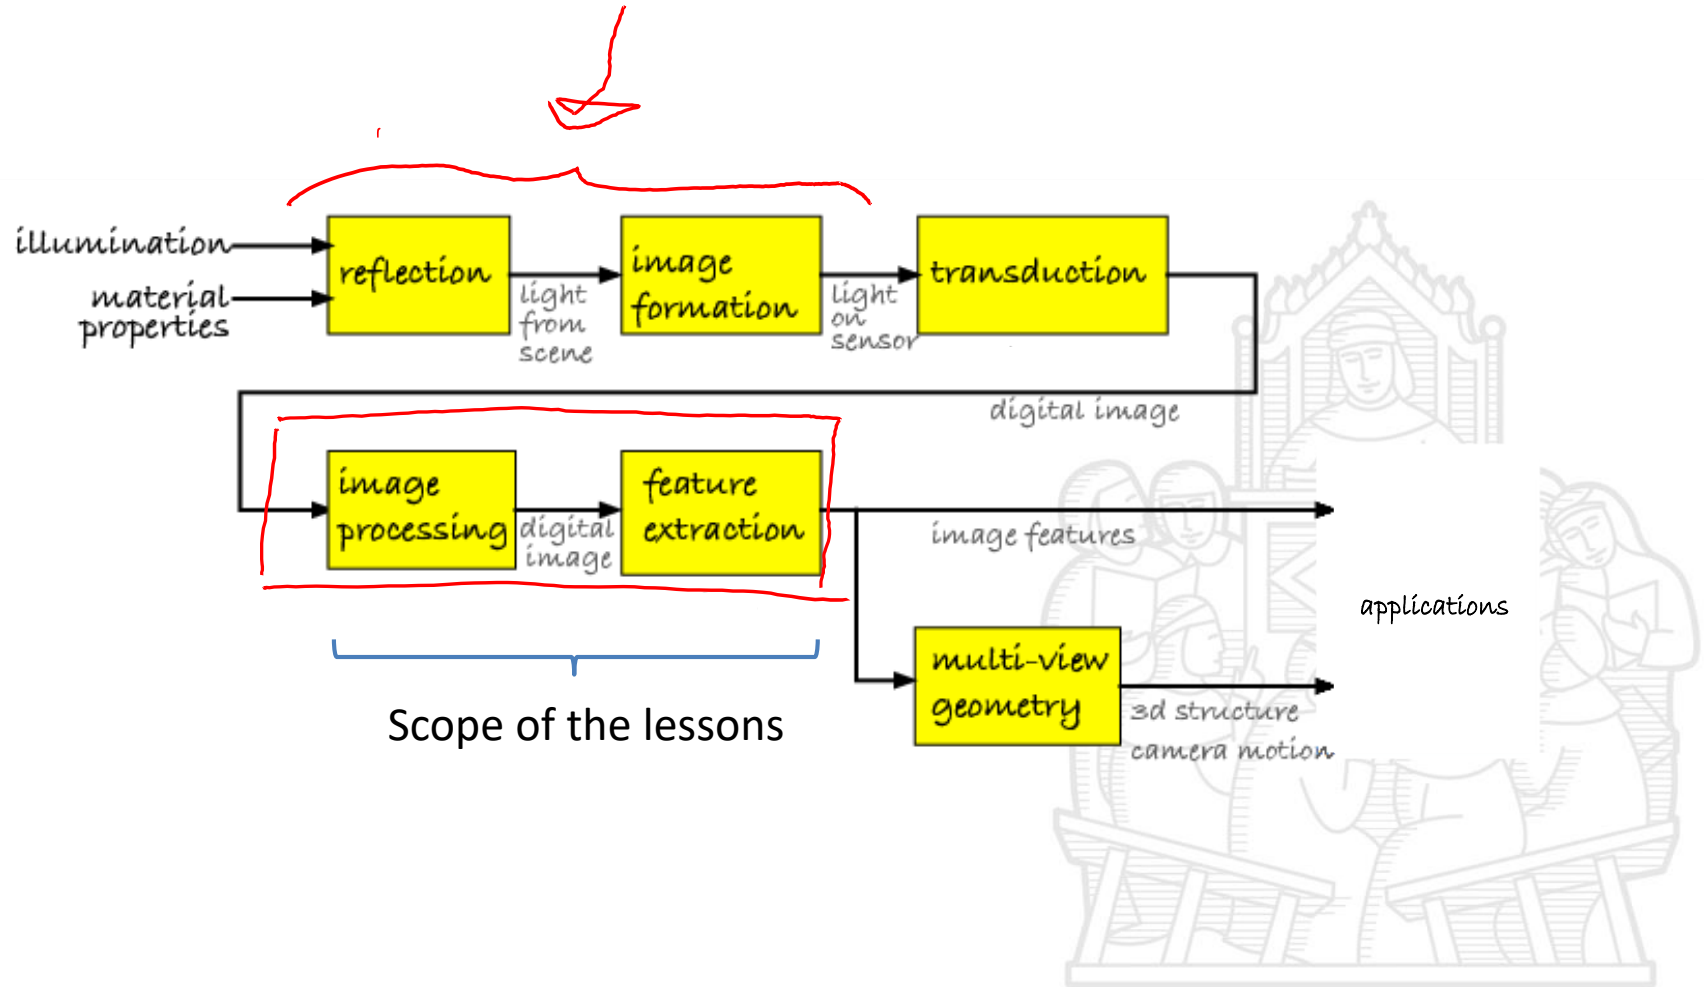 illumination
material
properties
reflection
light
from
scene
image
formation
light
on
sensor
transduction
digital image
image
processing
digital
image
feature
extraction
image features
multi-view
geometry
3d structure
camera motion
applications
Scope of the lessons